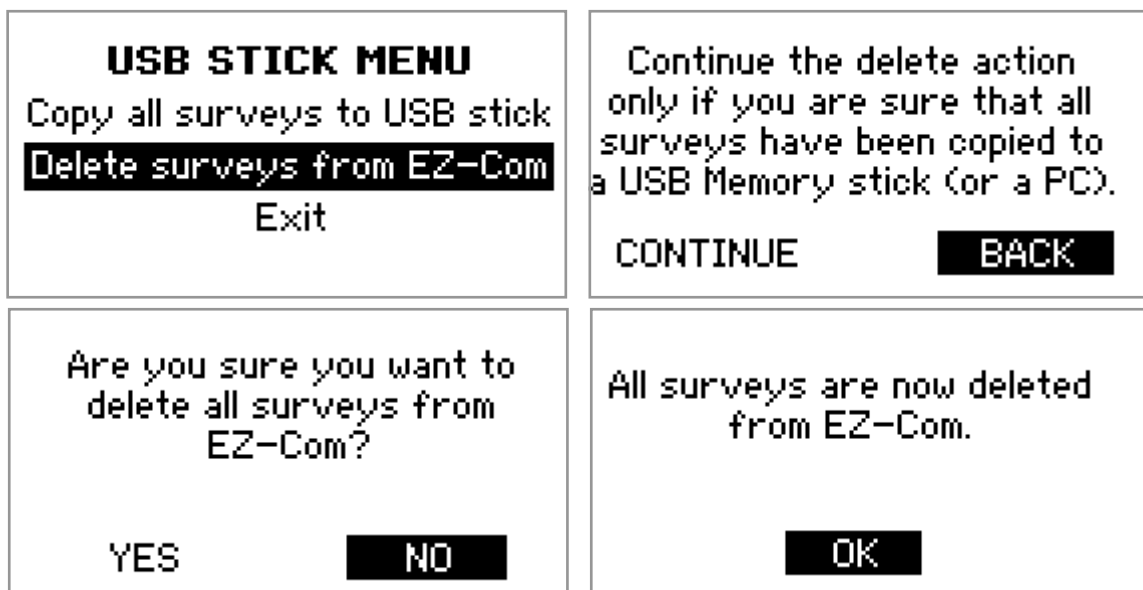 USB STICK MENU
Copy all surveys to USB stick
Delete surveys from EZ-Com
Exit
Continue the delete action
only if you are sure that all
surveys have been copied to
a USB Memory stick (or a PC).
CONTINUE BACK
Are you sure you want to
delete all surveys from
EZ-Com?
YES NO
All surveys are now deleted
from EZ-Com.
OK